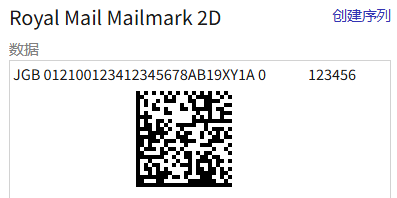 Royal Mail Mailmark 2D
创建序列
数据
JGB 012100123412345678AB19XY1A 0 123456